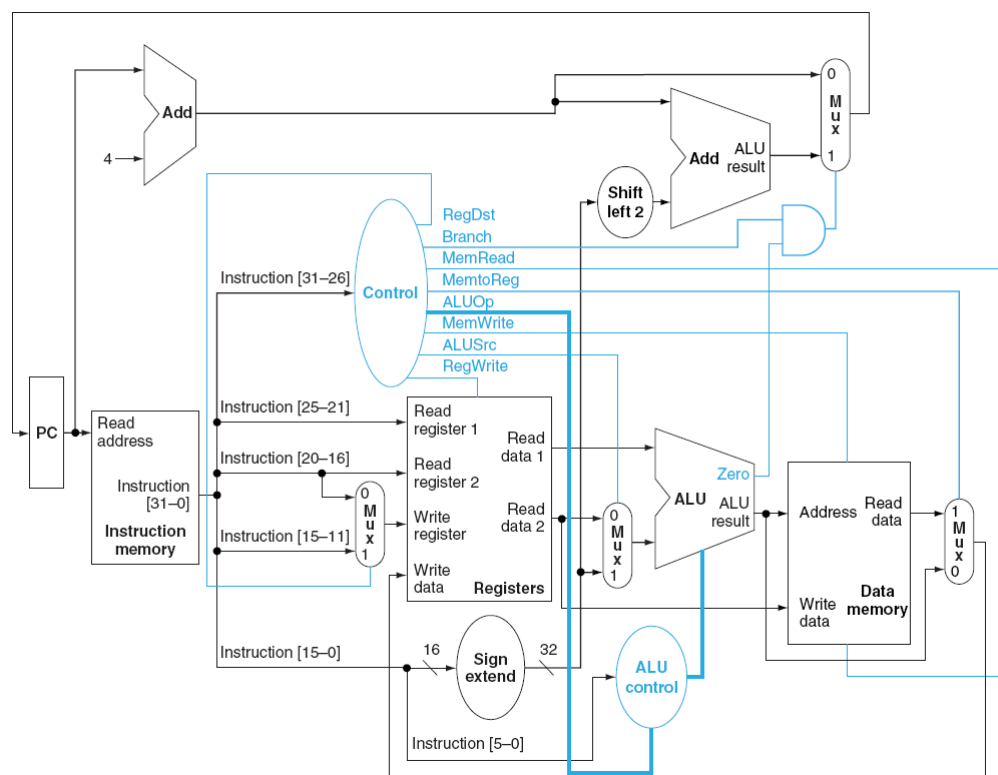 0
M
u
x
1
Add
4
Add
ALU
result
Shift
left 2
RegDst
Branch
MemRead
MemtoReg
ALUOp
MemWrite
ALUSrc
RegWrite
Control
Instruction [31–26]
Instruction [25–21]
Instruction [20–16]
Instruction [15–11]
Instruction [15–0]
Instruction [5–0]
PC
Read
address
Instruction
[31–0]
Instruction
memory
0
M
u
x
1
Read
register 1
Read
register 2
Write
register
Write
data
Read
data 1
Read
data 2
Registers
0
M
u
x
1
Zero
ALU
ALU
result
Address
Read
data
Write
data
Data
memory
1
M
u
x
0
16
Sign
extend
32
ALU
control